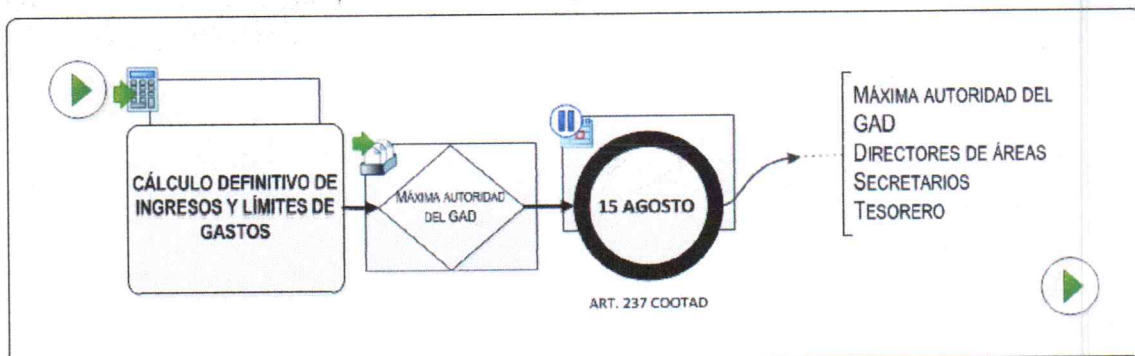 CÁLCULO DEFINITIVO DE
INGRESOS Y LÍMITES DE
GASTOS
MÁXIMA AUTORIDAD
DEL GAD
15 AGOSTO
ART. 237 COOTAD
MÁXIMA AUTORIDAD DEL
GAD
DIRECTORES DE ÁREAS
SECRETARIOS
TESORERO